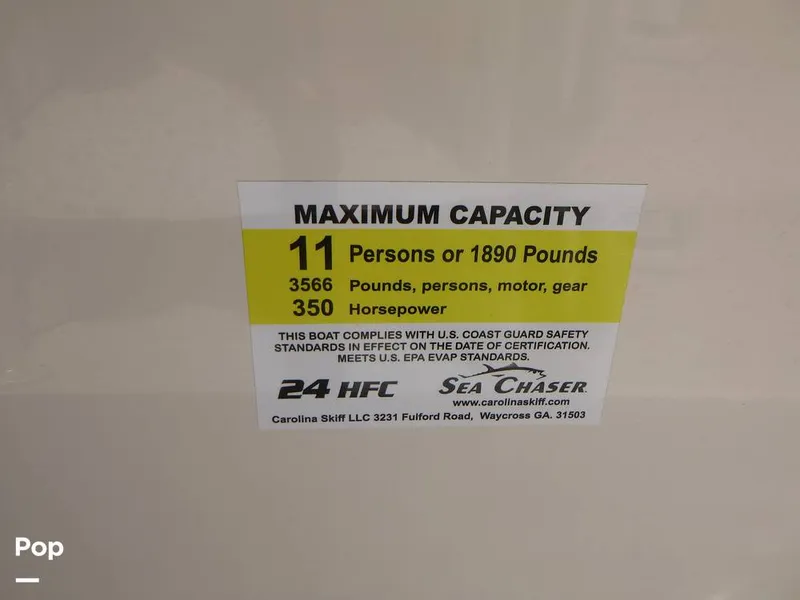 MAXIMUM CAPACITY
11 Persons or 1890 Pounds
3566 Pounds, persons, motor, gear
350 Horsepower
THIS BOAT COMPLIES WITH U.S. COAST GUARD SAFETY
STANDARDS IN EFFECT ON THE DATE OF CERTIFICATION.
MEETS U.S. EPA EVAP STANDARDS.
24 HFC SEA CHASER
www.carolinaskiff.com
Carolina Skiff LLC 3231 Fulford Road, Waycross GA. 31503
Pop